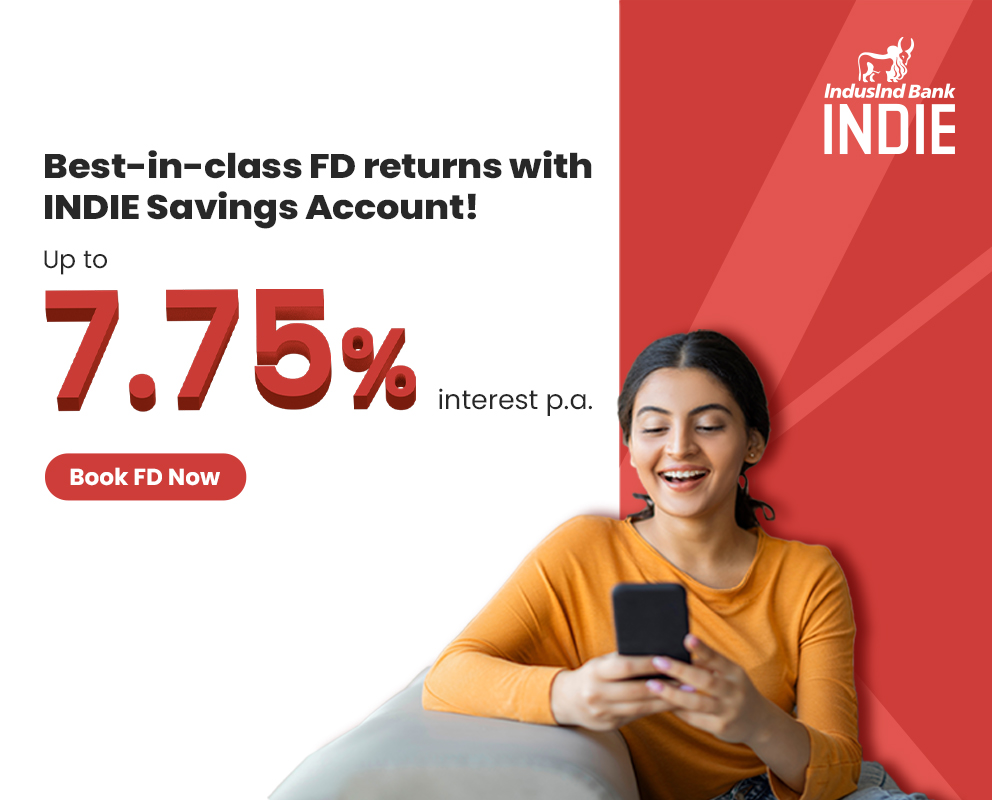 IndusInd Bank
INDIE
Best-in-class FD returns with
INDIE Savings Account!
Up to
7.75% interest p.a.
Book FD Now